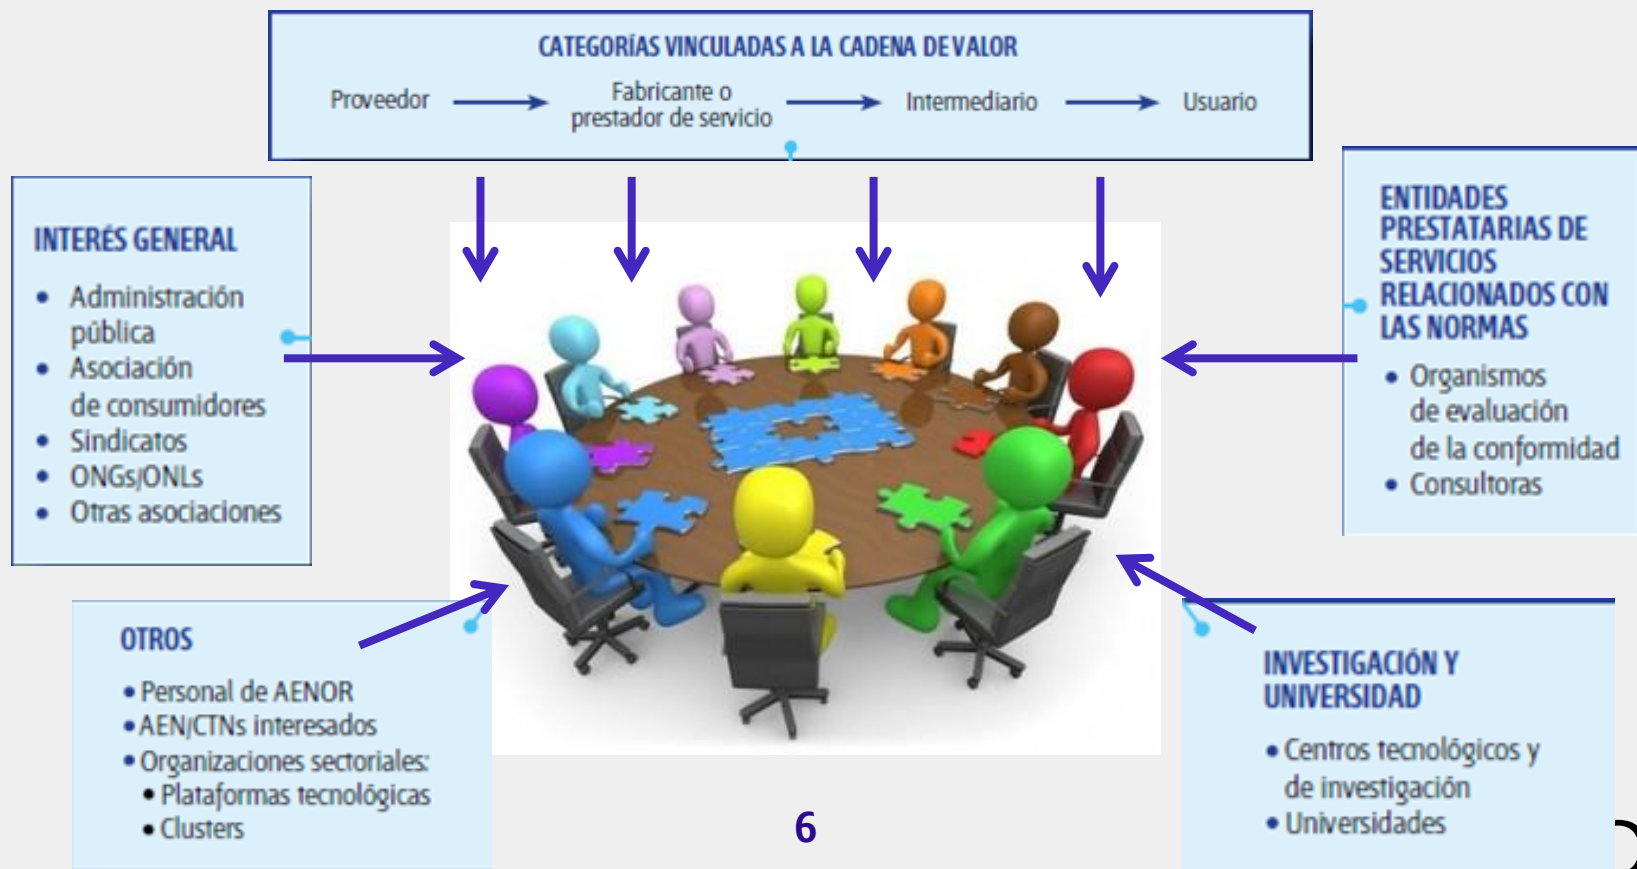 CATEGORÍAS VINCULADAS A LA CADENA DE VALOR
Proveedor
Fabricante o
prestador de servicio
Intermediario
Usuario
INTERÉS GENERAL
• Administración
pública
• Asociación
de consumidores
• Sindicatos
• ONGs/ONLs
• Otras asociaciones
ENTIDADES
PRESTATARIAS DE
SERVICIOS
RELACIONADOS CON
LAS NORMAS
• Organismos
de evaluación
de la conformidad
• Consultoras
OTROS
• Personal de AENOR
• AEN/CTNs interesados
• Organizaciones sectoriales:
• Plataformas tecnológicas
• Clusters
INVESTIGACIÓN Y
UNIVERSIDAD
• Centros tecnológicos y
de investigación
• Universidades
6